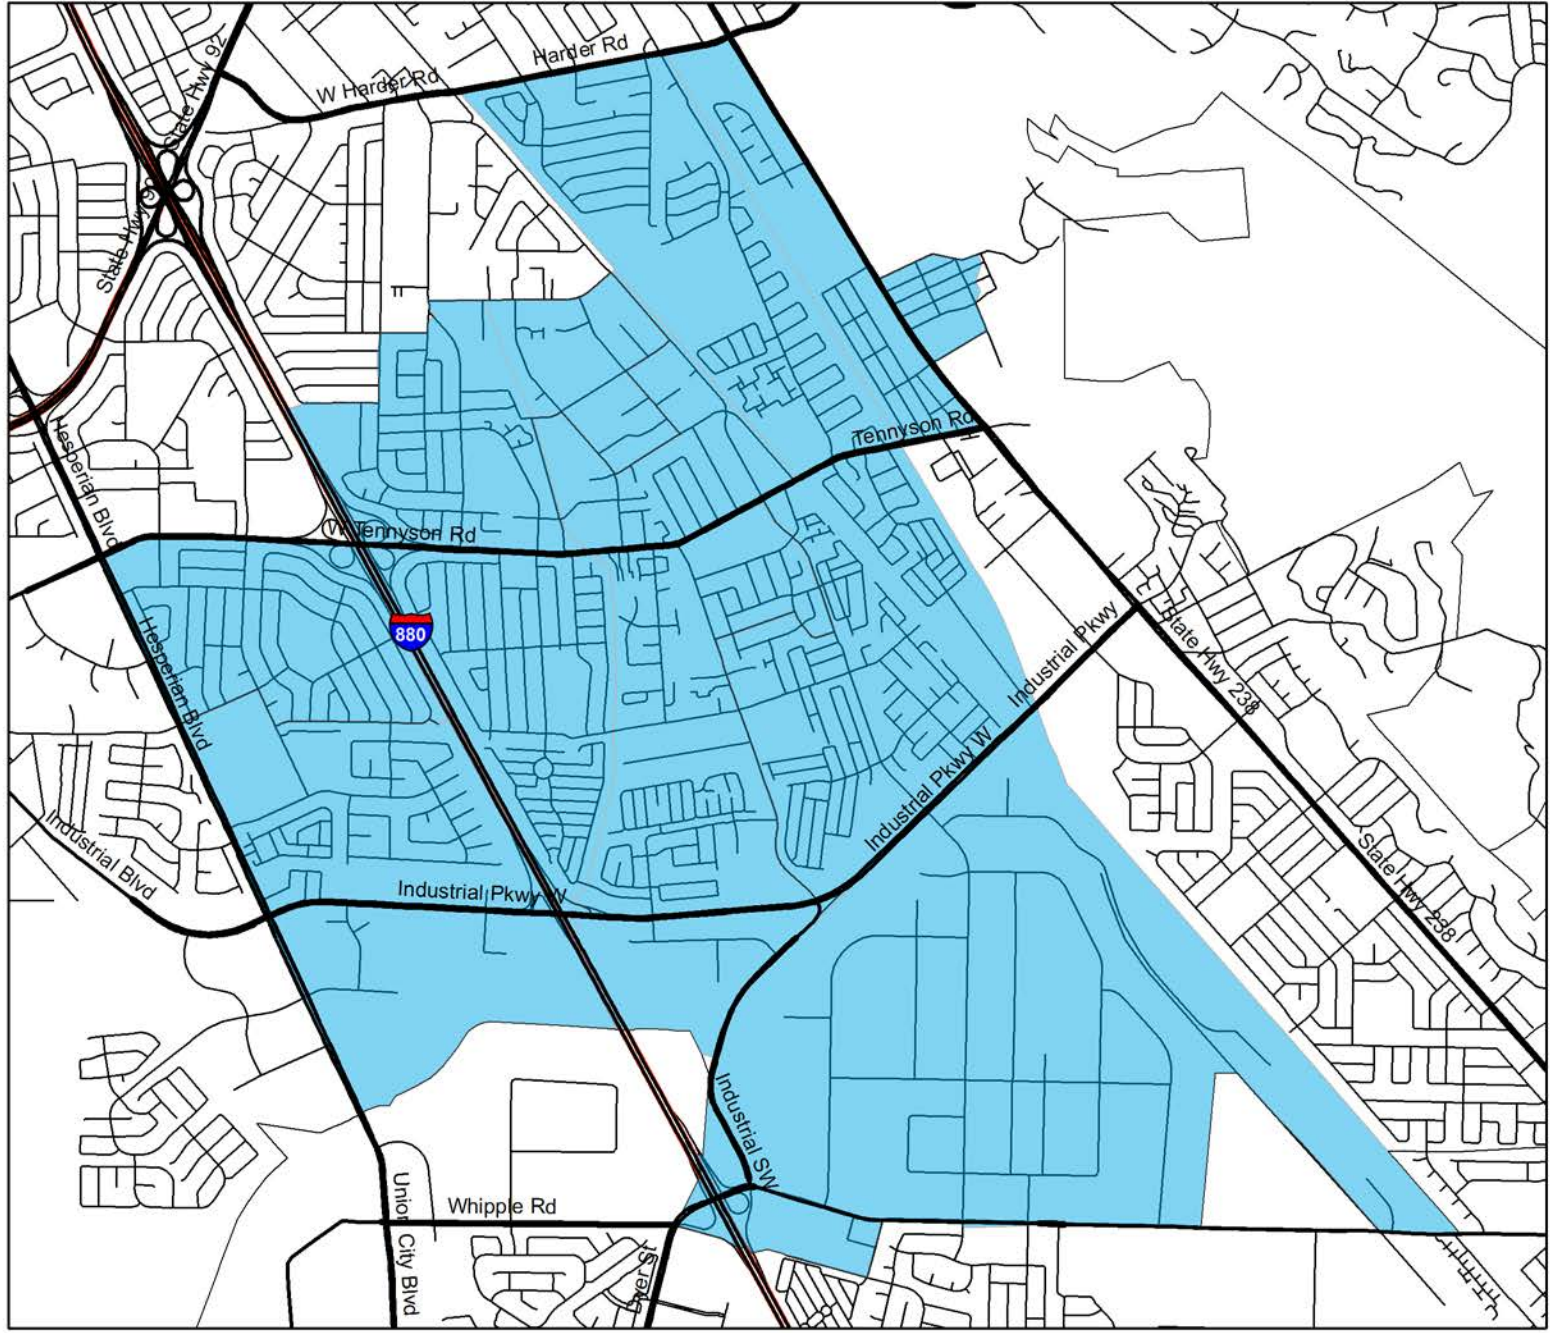 State Hwy 92
Harder Rd
W Harder Rd
State Hwy 92
Tennyson Rd
Hesperian Blvd
W Tennyson Rd
880
Industrial Pkwy
State Hwy 238
Hesperian Blvd
Industrial Pkwy W
Industrial Blvd
State Hwy 238
Industrial Pkwy W
Industrial SW
Union City Blvd
Whipple Rd
Dyer St